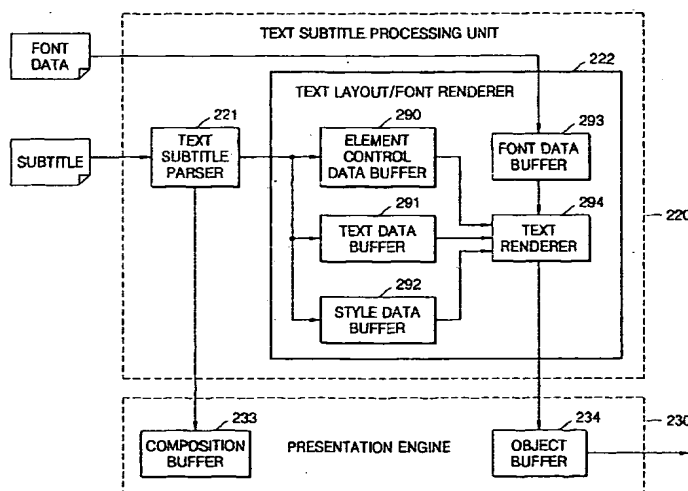 TEXT SUBTITLE PROCESSING UNIT
FONT
DATA
222
TEXT LAYOUT/FONT RENDERER
221
290
293
SUBTITLE
TEXT
SUBTITLE
PARSER
ELEMENT
CONTROL
DATA BUFFER
FONT DATA
BUFFER
291
294
TEXT DATA
BUFFER
TEXT
RENDERER
220
292
STYLE DATA
BUFFER
233
234
230
COMPOSITION
BUFFER
PRESENTATION ENGINE
OBJECT
BUFFER